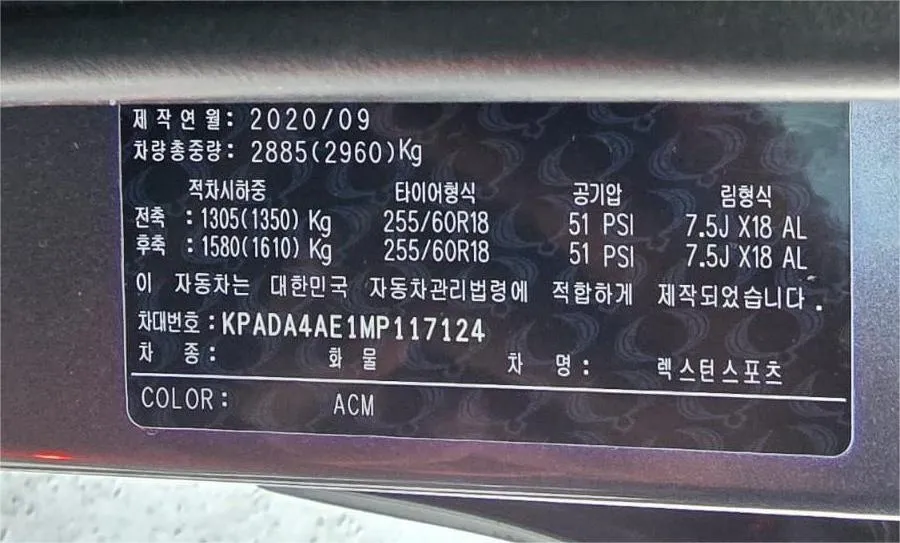 제작연월: 2020/09
차량총중량: 2885(2960)Kg
적차시하중 타이어형식 공기압 림형식
전축 : 1305(1350) Kg 255/60R18 51 PSI 7.5J X18 AL
후축 : 1580(1610) Kg 255/60R18 51 PSI 7.5J X18 AL
이 자동차는 대한민국 자동차관리법령에 적합하게 제작되었습니다.
차대번호: KPADA4AE1MP117124
차 종: 화물 차 명: 렉스턴스포츠
COLOR: ACM